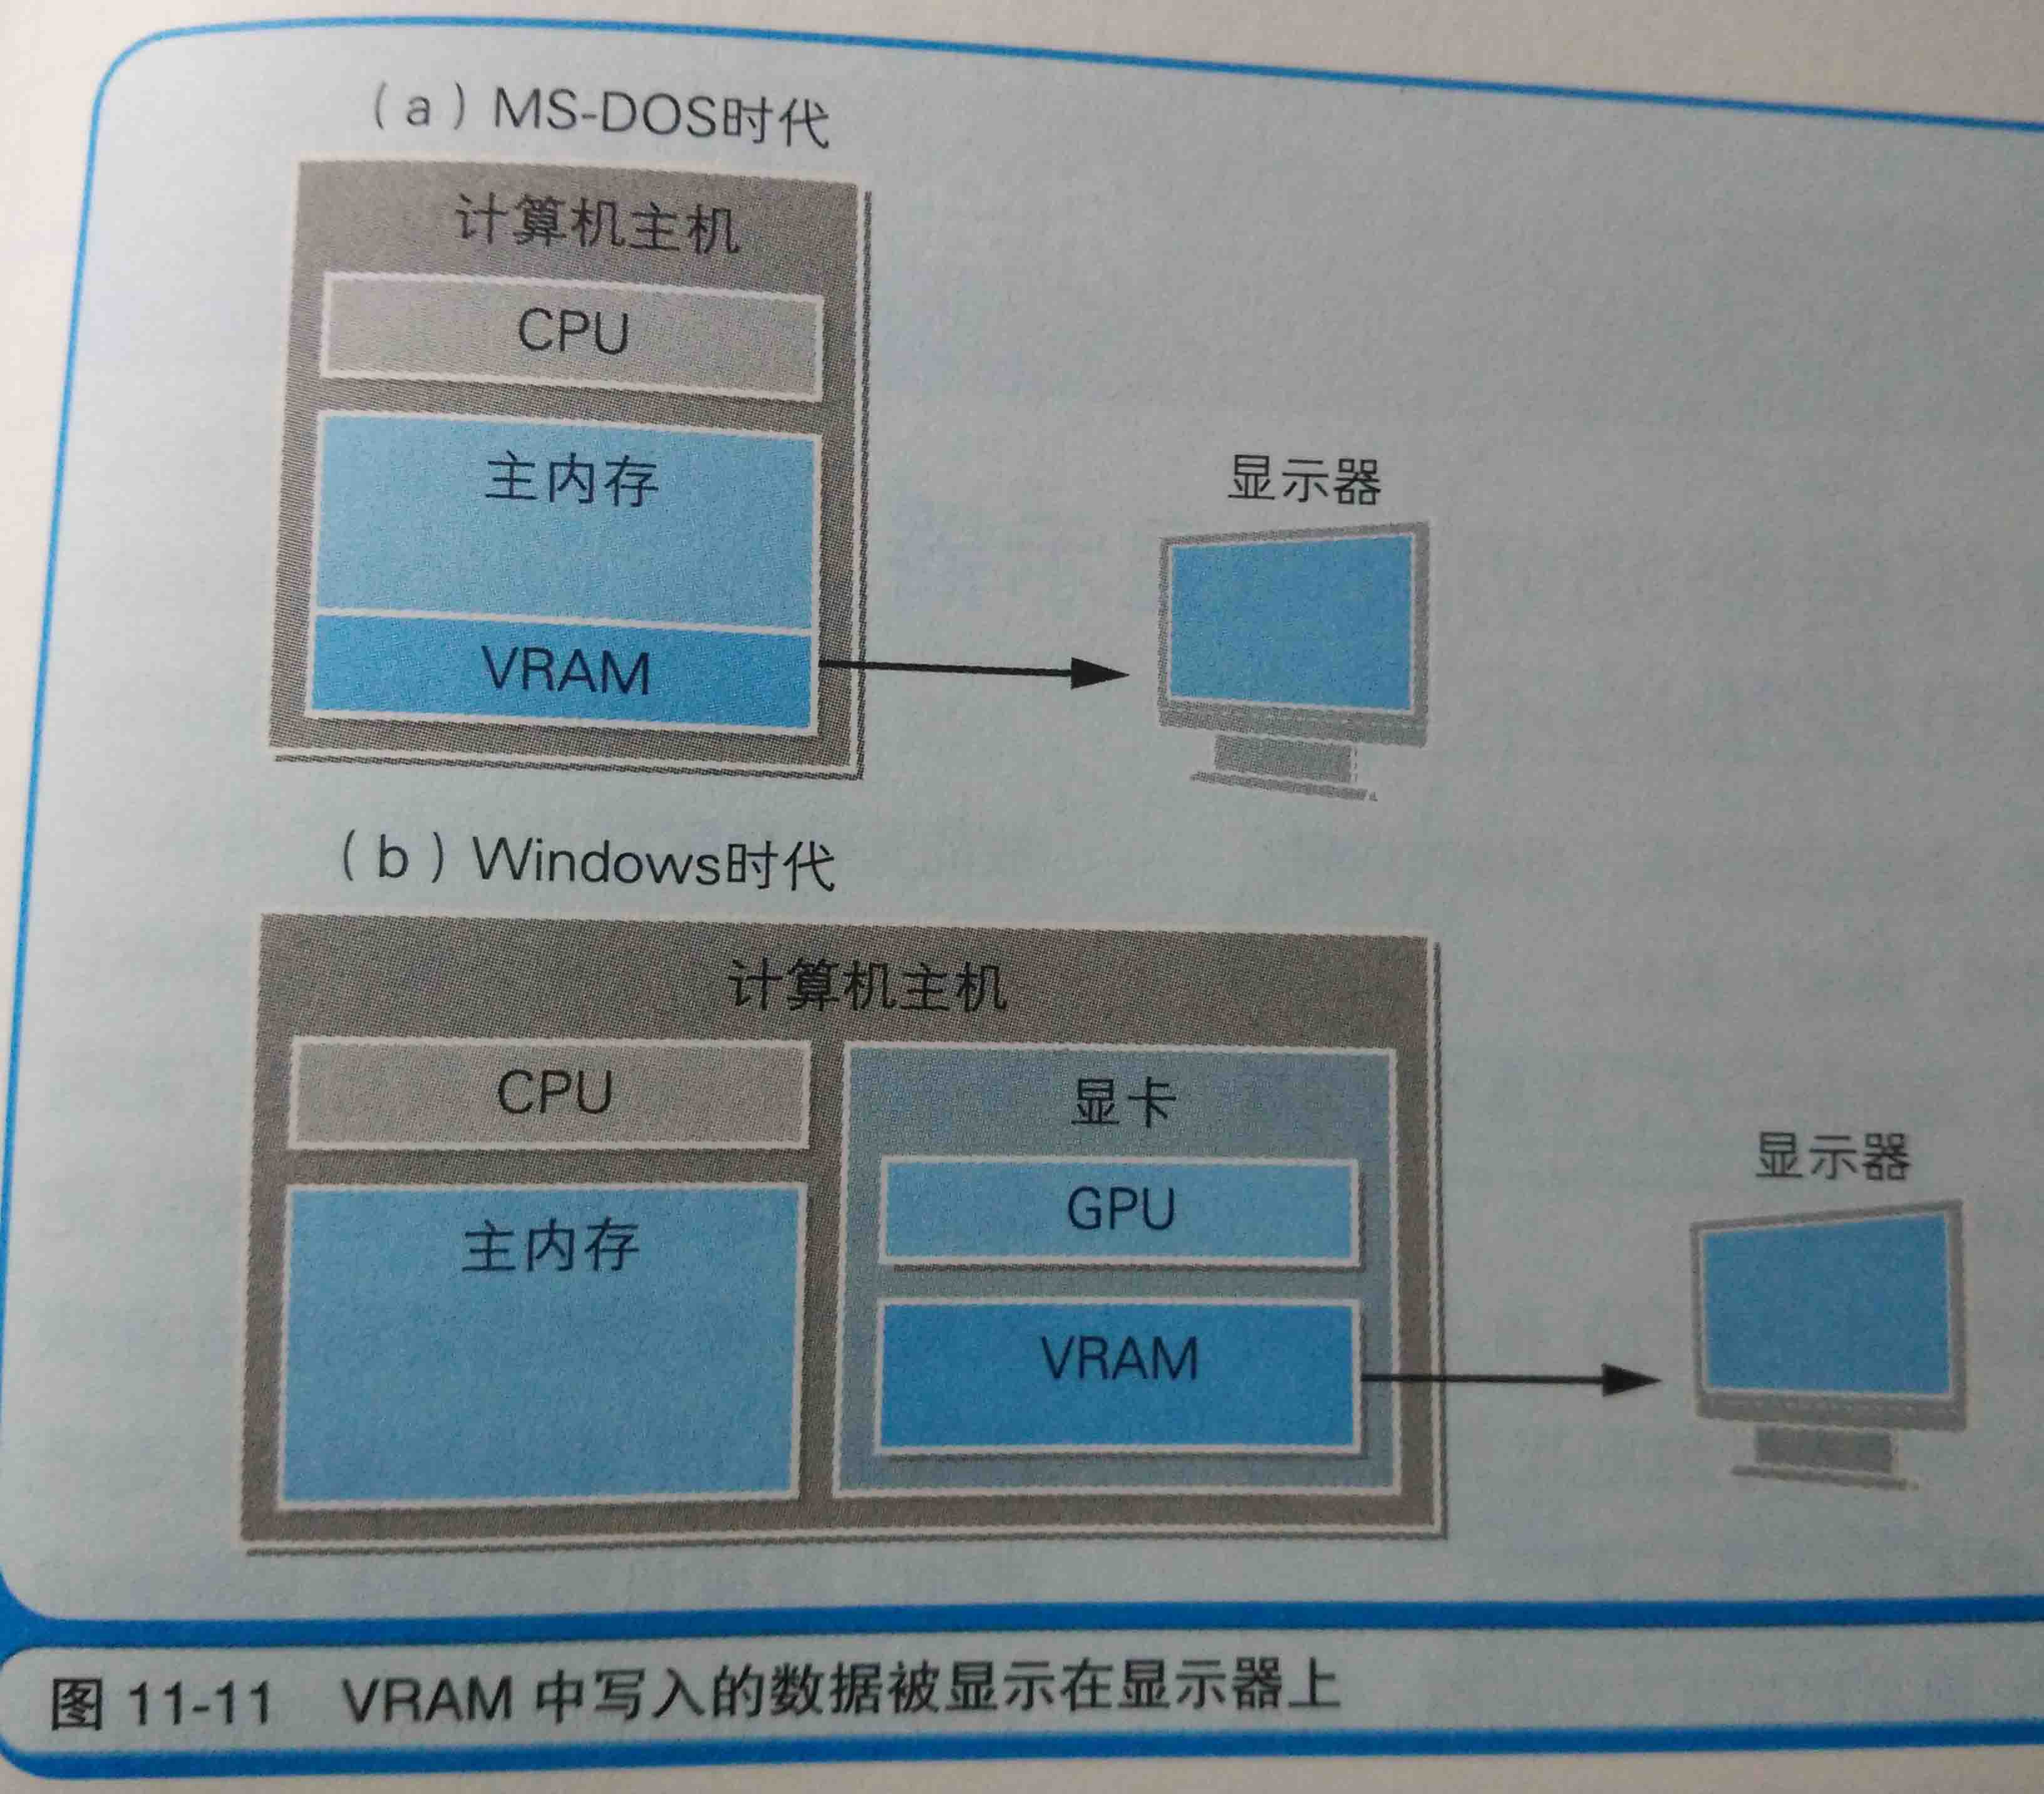 （a）MS-DOS时代
计算机主机
CPU
主内存
VRAM
显示器
（b）Windows时代
计算机主机
CPU
主内存
显卡
GPU
VRAM
显示器
图 11-11 VRAM 中写入的数据被显示在显示器上